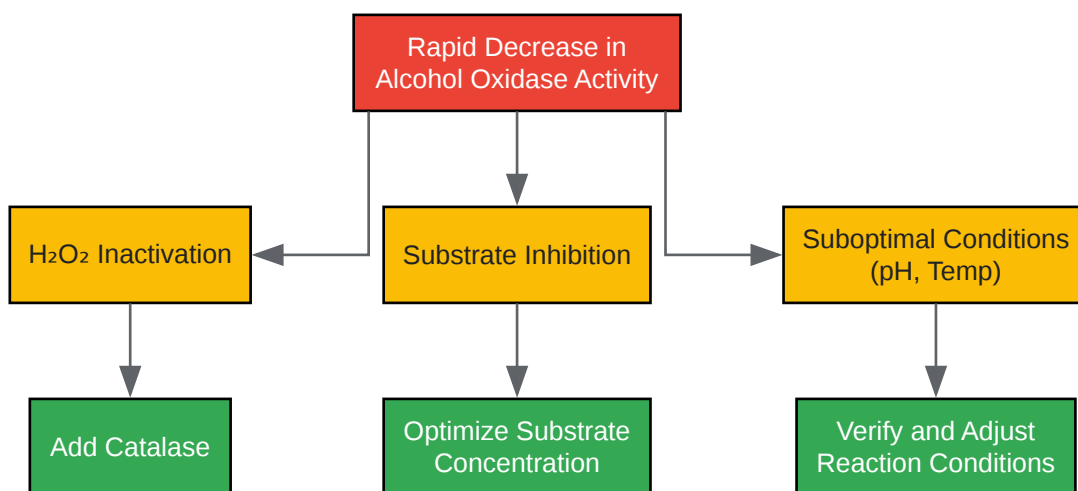 Rapid Decrease in
Alcohol Oxidase Activity
H₂O₂ Inactivation
Substrate Inhibition
Suboptimal Conditions
(pH, Temp)
Add Catalase
Optimize Substrate
Concentration
Verify and Adjust
Reaction Conditions